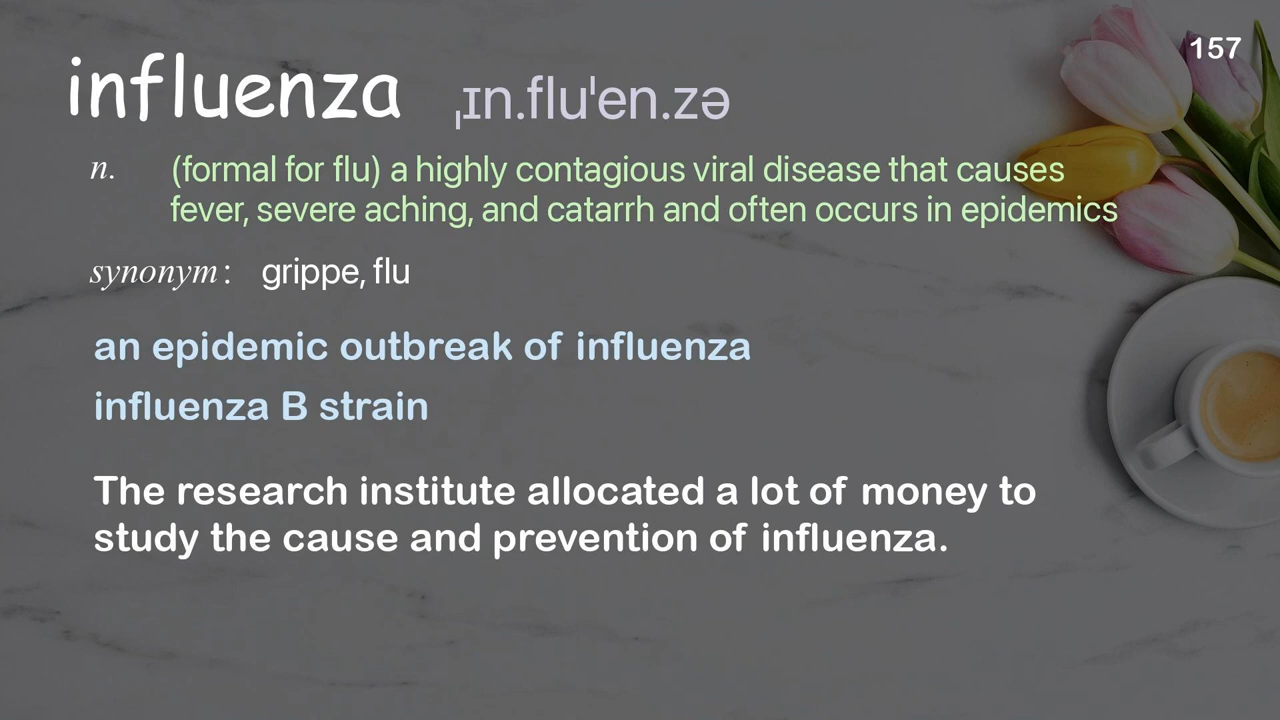 157
influenza ˌɪn.fluˈen.zə
n. (formal for flu) a highly contagious viral disease that causes
fever, severe aching, and catarrh and often occurs in epidemics
synonym: grippe, flu
an epidemic outbreak of influenza
influenza B strain
The research institute allocated a lot of money to
study the cause and prevention of influenza.